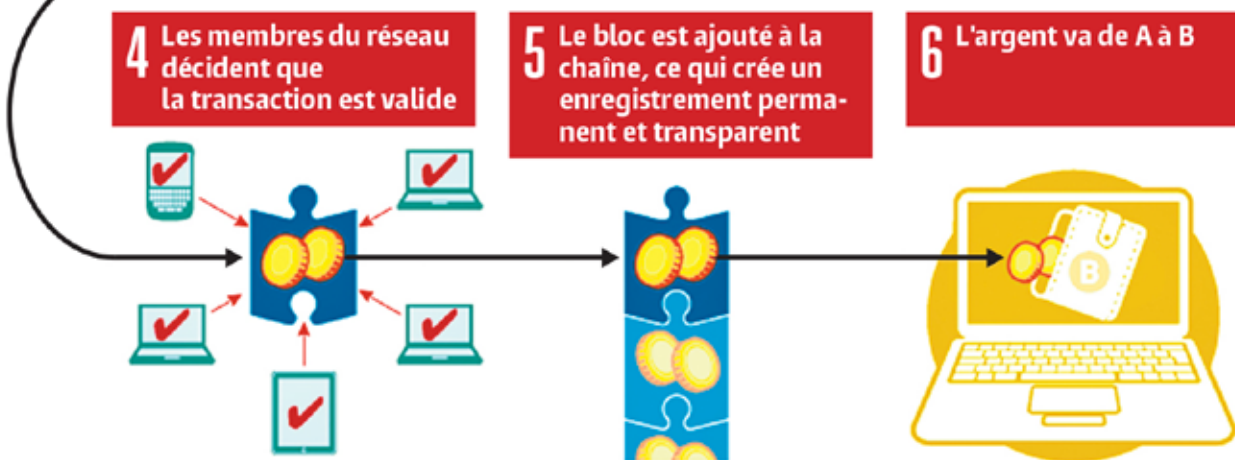 4 Les membres du réseau
décident que
la transaction est valide
5 Le bloc est ajouté à la
chaîne, ce qui crée un
enregistrement perma-
nent et transparent
6 L'argent va de A à B
B